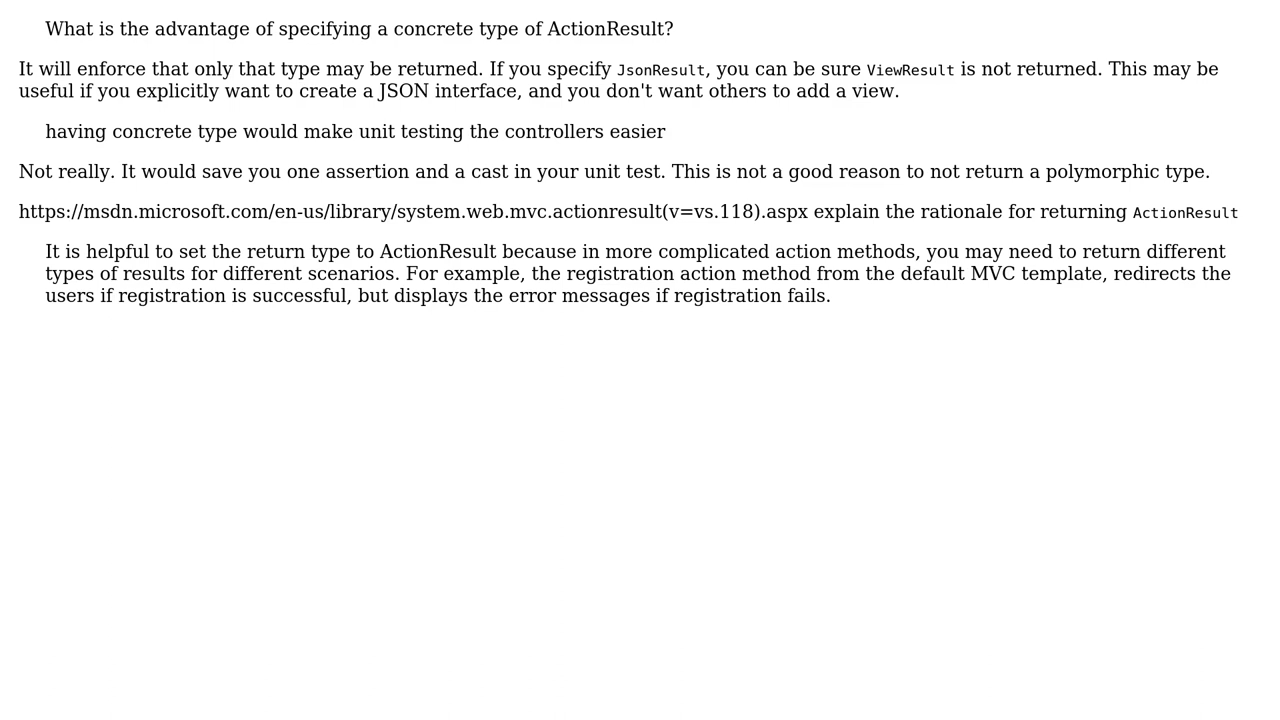 What is the advantage of specifying a concrete type of ActionResult?
It will enforce that only that type may be returned. If you specify JsonResult, you can be sure ViewResult is not returned. This may be
useful if you explicitly want to create a JSON interface, and you don't want others to add a view.
having concrete type would make unit testing the controllers easier
Not really. It would save you one assertion and a cast in your unit test. This is not a good reason to not return a polymorphic type.
https://msdn.microsoft.com/en-us/library/system.web.mvc.actionresult(v=vs.118).aspx explain the rationale for returning ActionResult
It is helpful to set the return type to ActionResult because in more complicated action methods, you may need to return different
types of results for different scenarios. For example, the registration action method from the default MVC template, redirects the
users if registration is successful, but displays the error messages if registration fails.